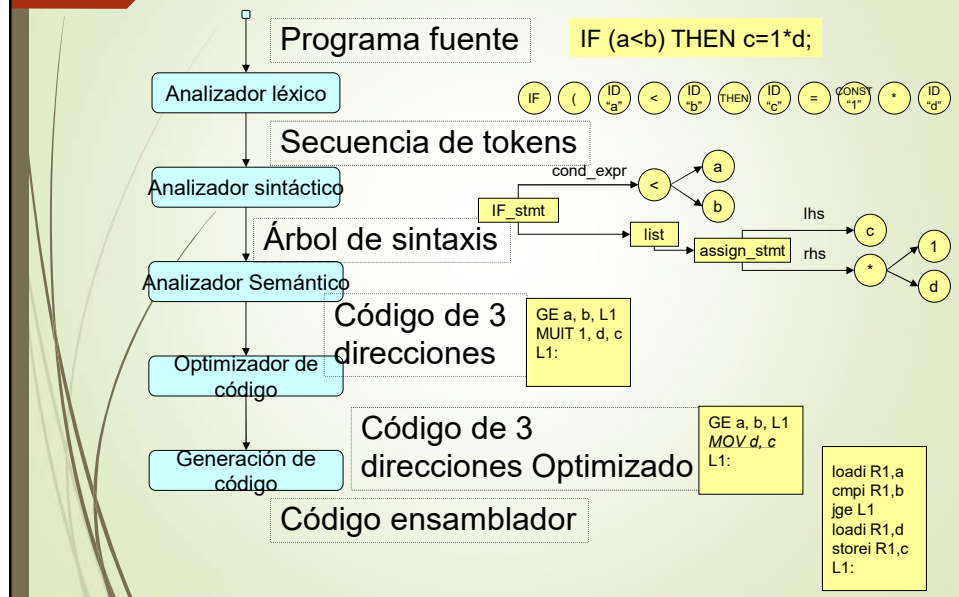 Programa fuente
IF (a<b) THEN c=1*d;
Analizador léxico
IF
(
ID
“a”
<
ID
“b”
THEN
ID
“c”
=
CONST
“1”
*
ID
“d”
Secuencia de tokens
Analizador sintáctico
cond_expr
<
a
b
IF_stmt
list
assign_stmt
lhs
c
rhs
*
1
d
Árbol de sintaxis
Analizador Semántico
Código de 3
direcciones
GE a, b, L1
MUIT 1, d, c
L1:
Optimizador de
código
Código de 3
direcciones Optimizado
GE a, b, L1
MOV d, c
L1:
Generación de
código
loadi R1,a
cmpi R1,b
jge L1
loadi R1,d
storei R1,c
L1:
Código ensamblador